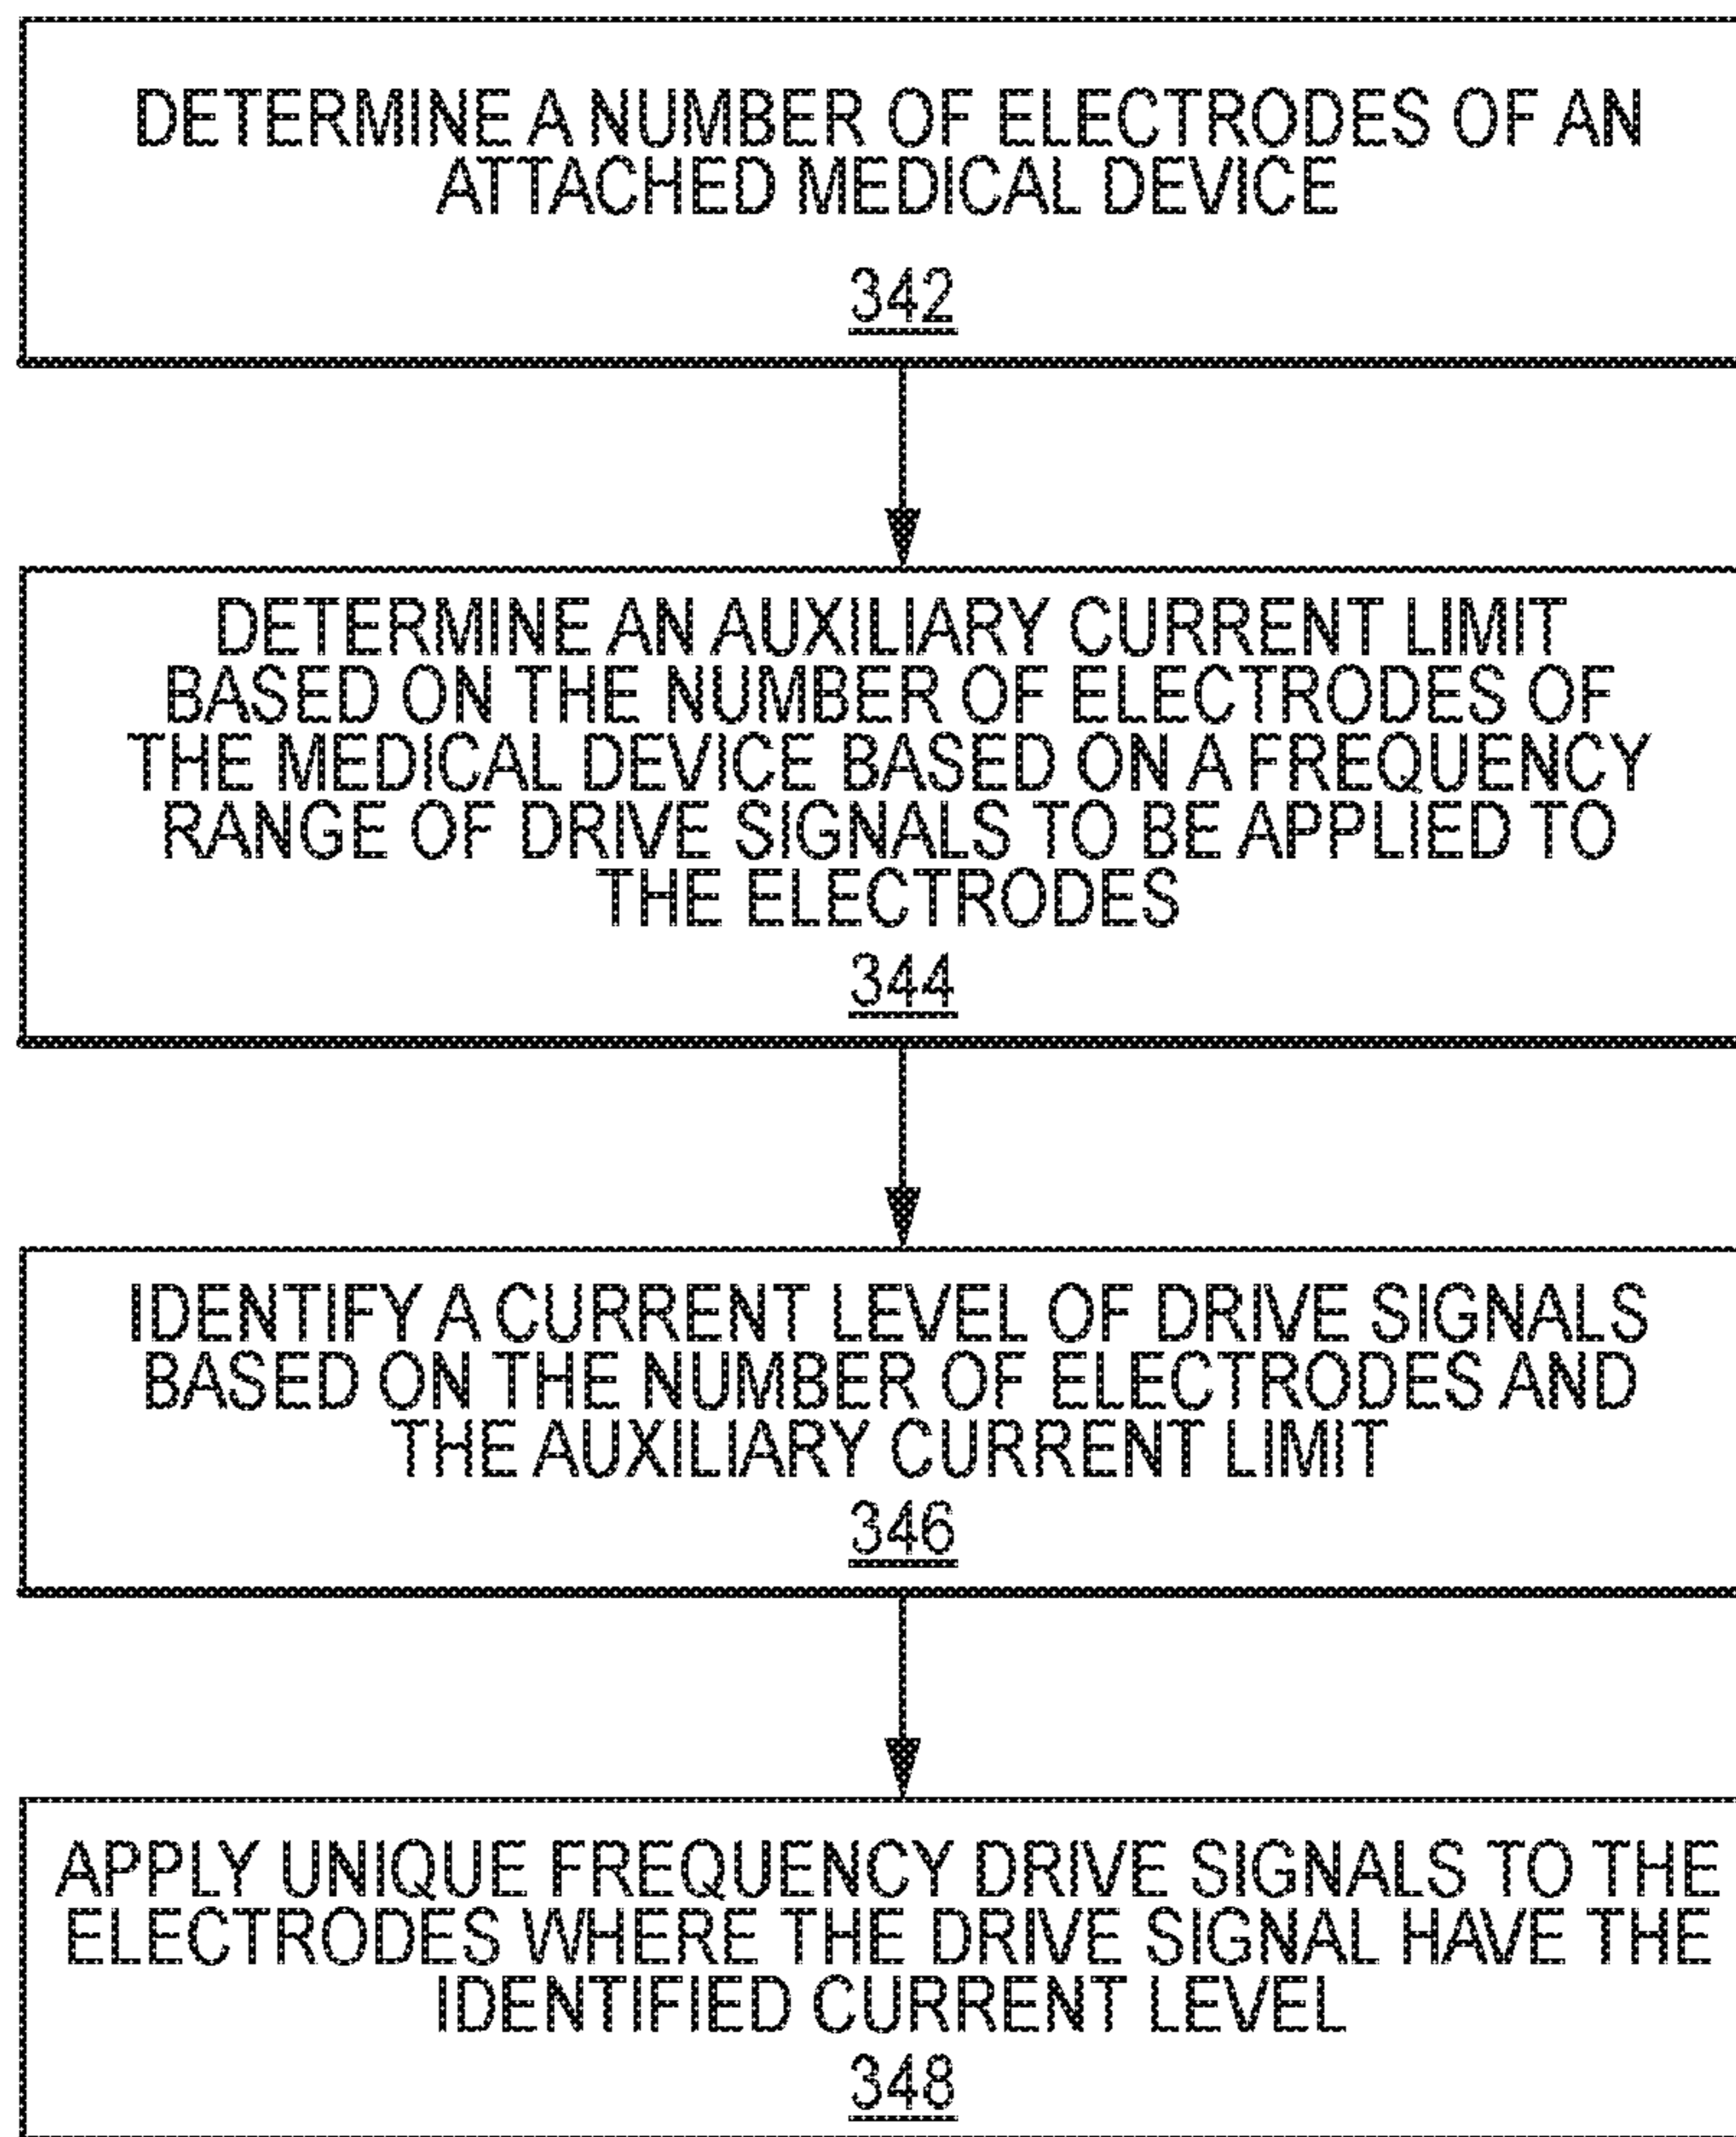 DETERMINE A NUMBER OF ELECTRODES OF AN
ATTACHED MEDICAL DEVICE
342
DETERMINE AN AUXILIARY CURRENT LIMIT
BASED ON THE NUMBER OF ELECTRODES OF
THE MEDICAL DEVICE BASED ON A FREQUENCY
RANGE OF DRIVE SIGNALS TO BE APPLIED TO
THE ELECTRODES
344
IDENTIFY A CURRENT LEVEL OF DRIVE SIGNALS
BASED ON THE NUMBER OF ELECTRODES AND
THE AUXILIARY CURRENT LIMIT
346
APPLY UNIQUE FREQUENCY DRIVE SIGNALS TO THE
ELECTRODES WHERE THE DRIVE SIGNAL HAVE THE
IDENTIFIED CURRENT LEVEL
348